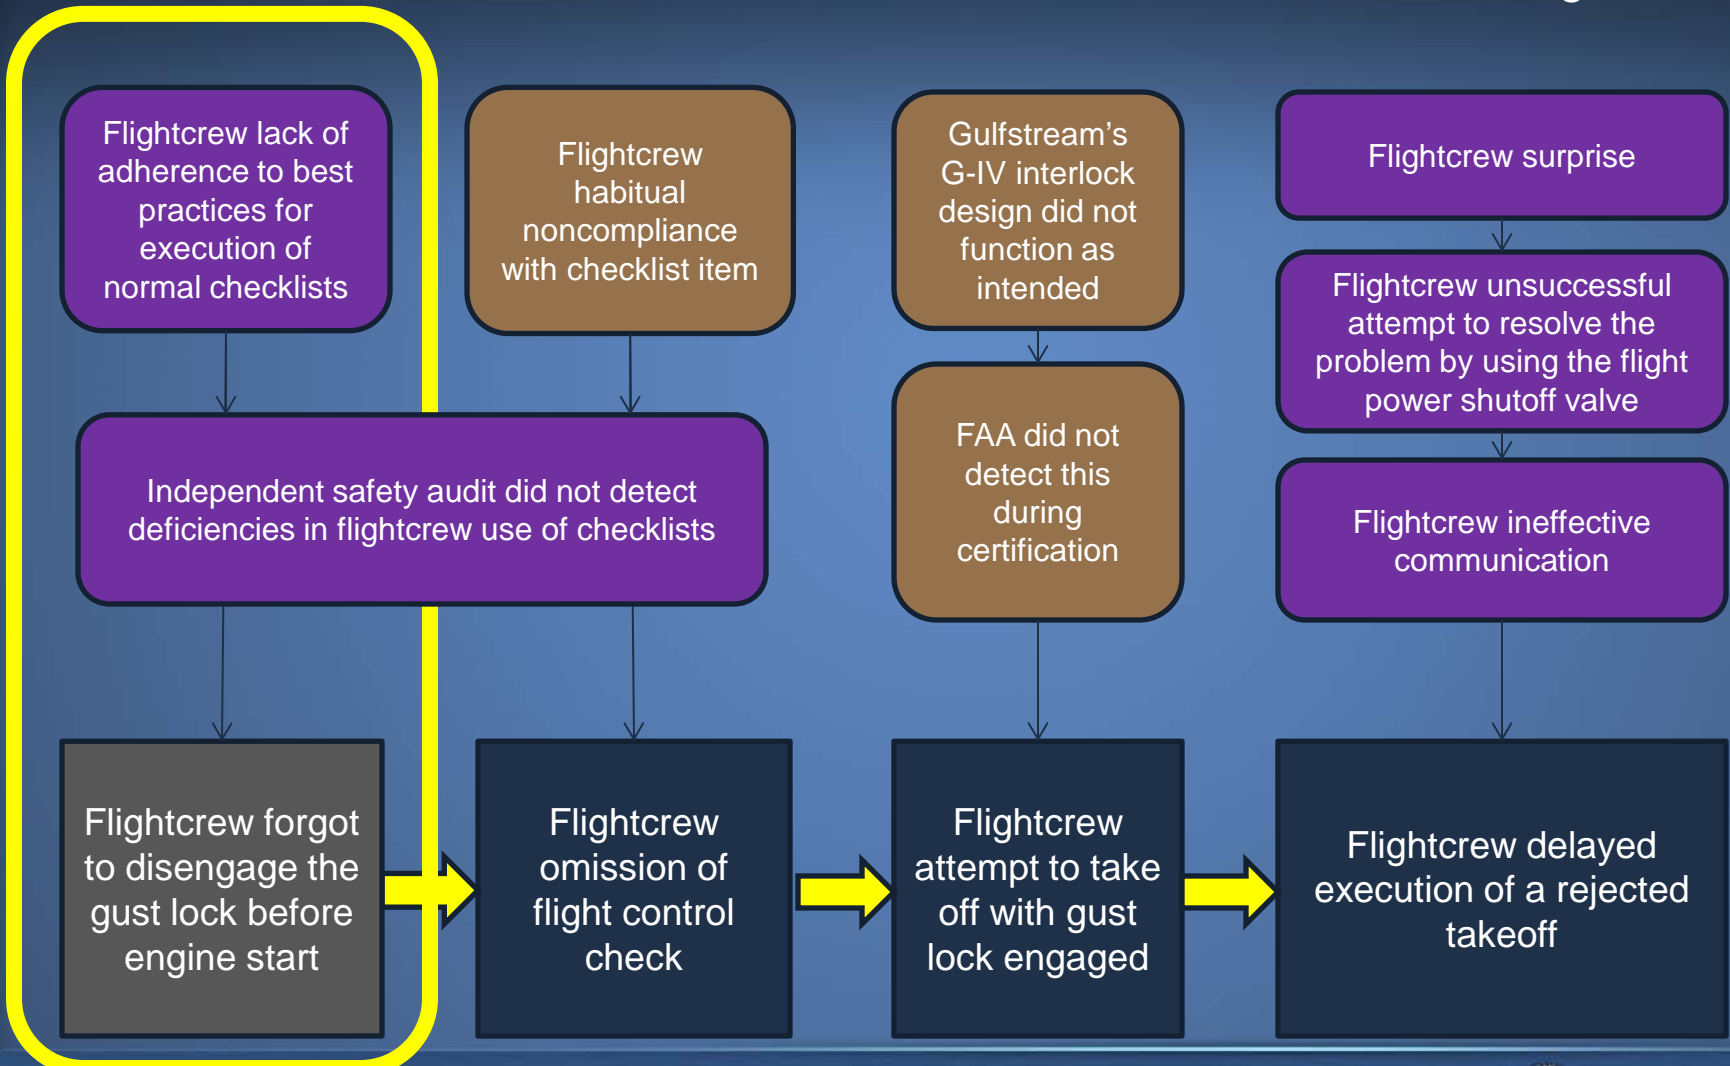 Flightcrew lack of
adherence to best
practices for
execution of
normal checklists
Flightcrew
habitual
noncompliance
with checklist item
Gulfstream’s
G-IV interlock
design did not
function as
intended
Flightcrew surprise
Flightcrew unsuccessful
attempt to resolve the
problem by using the flight
power shutoff valve
Independent safety audit did not detect
deficiencies in flightcrew use of checklists
FAA did not
detect this
during
certification
Flightcrew ineffective
communication
Flightcrew forgot
to disengage the
gust lock before
engine start
Flightcrew
omission of
flight control
check
Flightcrew
attempt to take
off with gust
lock engaged
Flightcrew delayed
execution of a rejected
takeoff